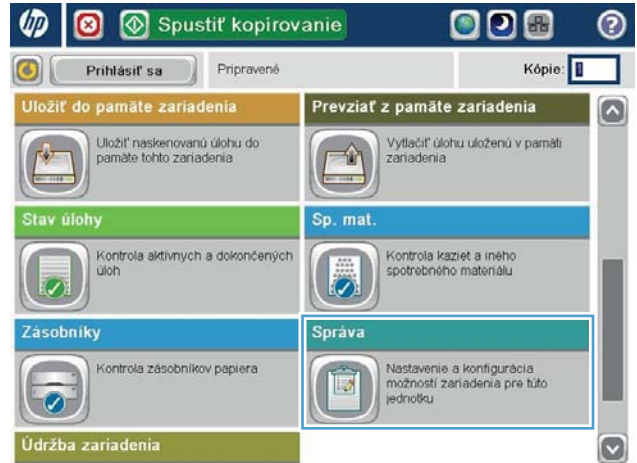 hp
Spustiť kopírovanie
?
Prihlásiť sa
Pripravené
Kópie: 1
Uložiť do pamäte zariadenia
Uložiť naskenovanú úlohu do
pamäte tohto zariadenia
Prevziať z pamäte zariadenia
Vytlačiť úlohu uloženú v pamäti
zariadenia
Stav úlohy
Kontrola aktívnych a dokončených
úloh
Sp. mat.
Kontrola kaziet a iného
spotrebného materiálu
Zásobníky
Kontrola zásobníkov papiera
Správa
Nastavenie a konfigurácia
možností zariadenia pre túto
jednotku
Údržba zariadenia